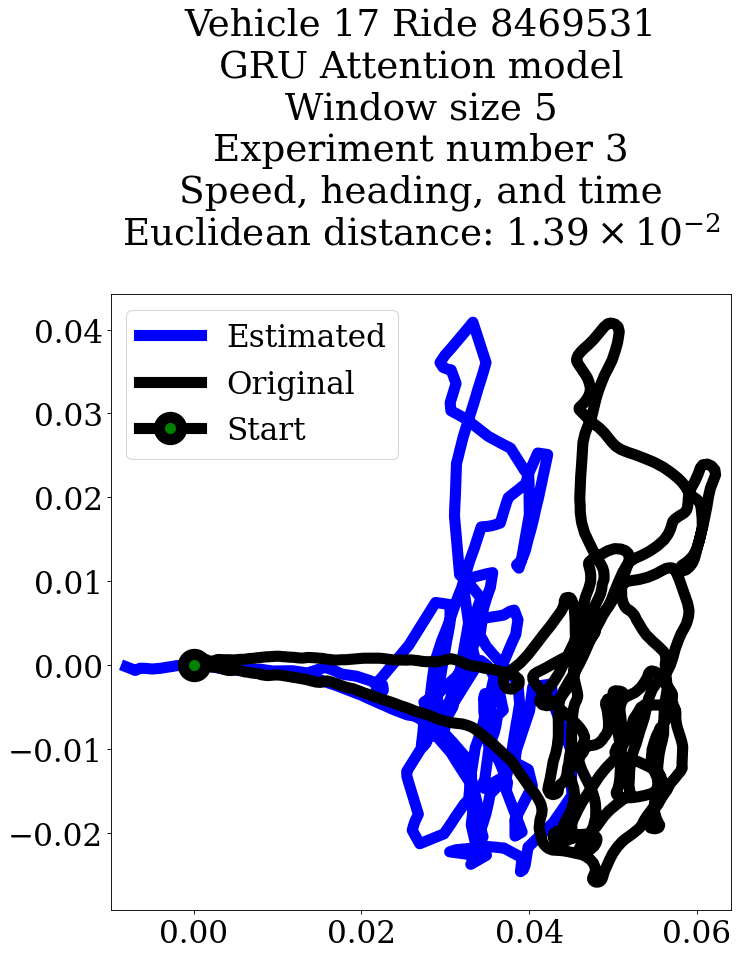 Vehicle 17 Ride 8469531
GRU Attention model
Window size 5
Experiment number 3
Speed, heading, and time
Euclidean distance: 1.39 × 10⁻²
Estimated
Original
Start
0.04
0.03
0.02
0.01
0.00
−0.01
−0.02
0.00 0.02 0.04 0.06